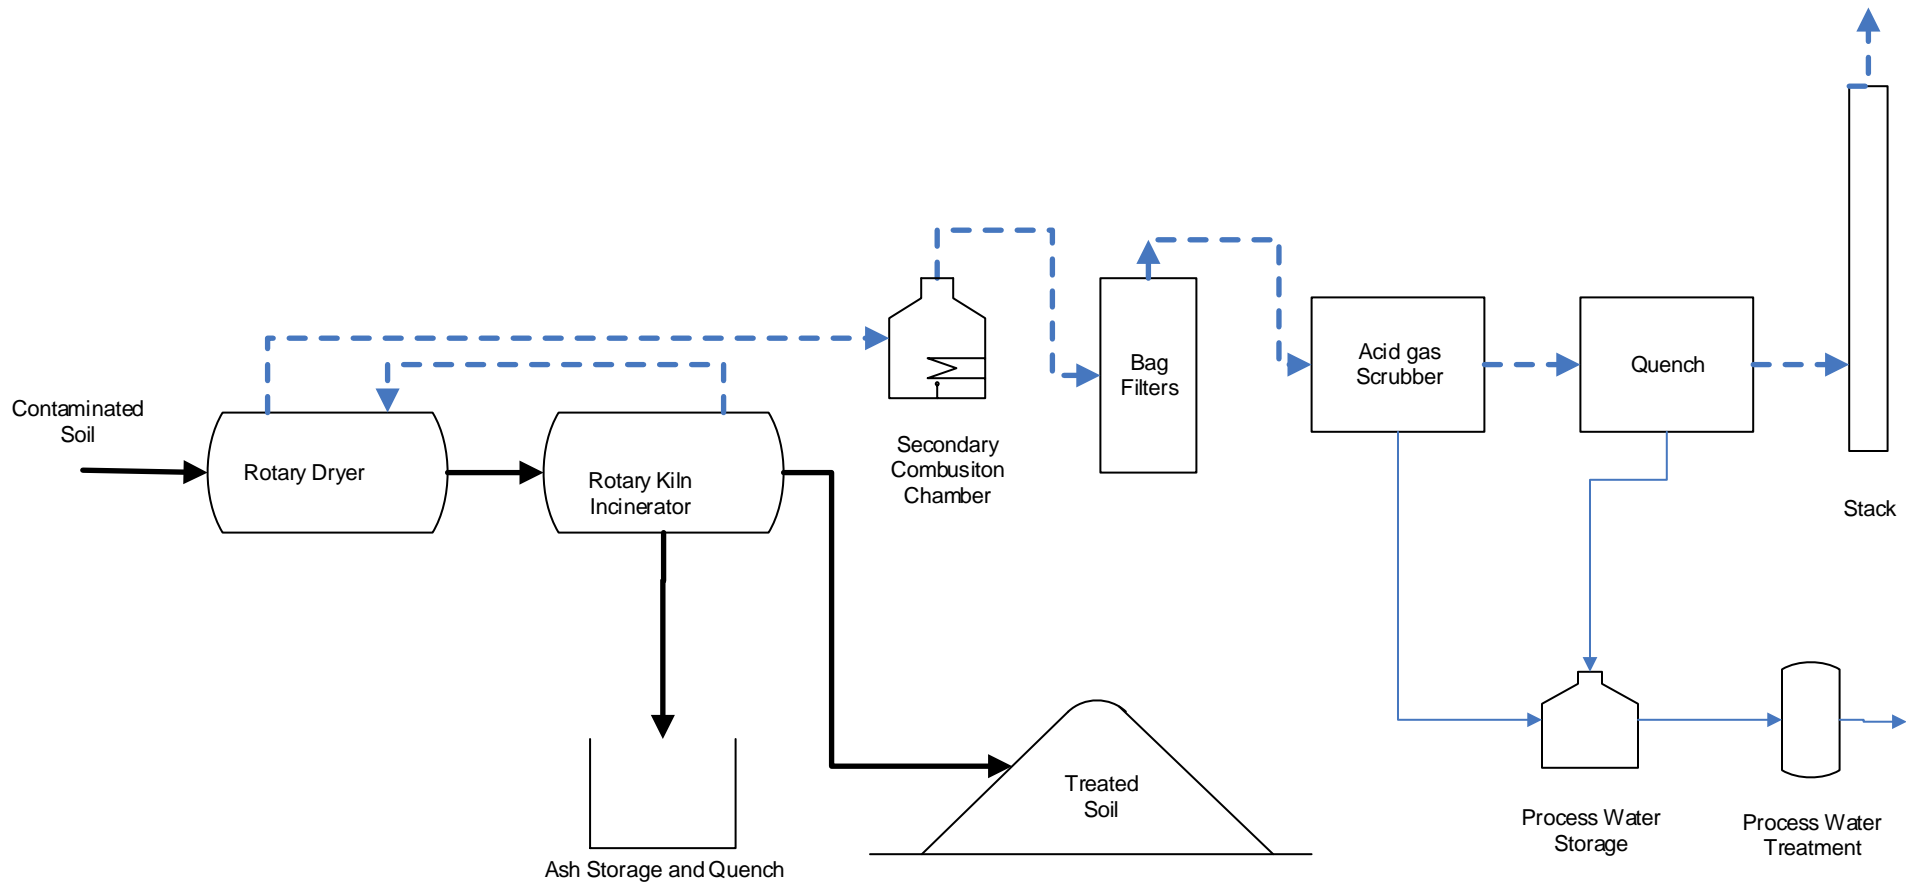 Contaminated
Soil
Rotary Dryer
Rotary Kiln
Incinerator
Secondary
Combusiton
Chamber
Bag
Filters
Acid gas
Scrubber
Quench
Stack
Ash Storage and Quench
Treated
Soil
Process Water
Storage
Process Water
Treatment